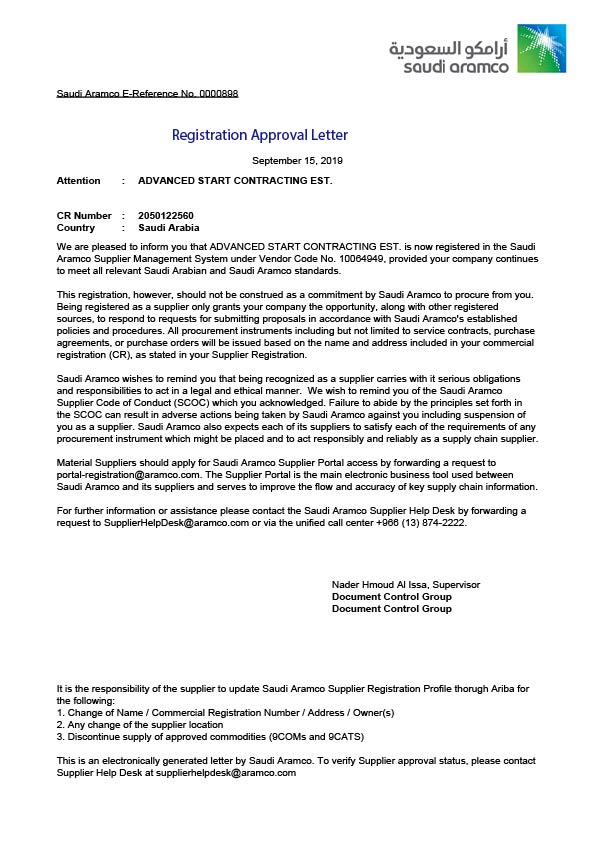 أرامكو السعودية
saudi aramco
Saudi Aramco E-Reference No. 0000898
Registration Approval Letter
September 15, 2019
Attention : ADVANCED START CONTRACTING EST.
CR Number : 2050122560
Country : Saudi Arabia
We are pleased to inform you that ADVANCED START CONTRACTING EST. is now registered in the Saudi
Aramco Supplier Management System under Vendor Code No. 10064949, provided your company continues
to meet all relevant Saudi Arabian and Saudi Aramco standards.
This registration, however, should not be construed as a commitment by Saudi Aramco to procure from you.
Being registered as a supplier only grants your company the opportunity, along with other registered
sources, to respond to requests for submitting proposals in accordance with Saudi Aramco's established
policies and procedures. All procurement instruments including but not limited to service contracts, purchase
agreements, or purchase orders will be issued based on the name and address included in your commercial
registration (CR), as stated in your Supplier Registration.
Saudi Aramco wishes to remind you that being recognized as a supplier carries with it serious obligations
and responsibilities to act in a legal and ethical manner. We wish to remind you of the Saudi Aramco
Supplier Code of Conduct (SCOC) which you acknowledged. Failure to abide by the principles set forth in
the SCOC can result in adverse actions being taken by Saudi Aramco against you including suspension of
you as a supplier. Saudi Aramco also expects each of its suppliers to satisfy each of the requirements of any
procurement instrument which might be placed and to act responsibly and reliably as a supply chain supplier.
Material Suppliers should apply for Saudi Aramco Supplier Portal access by forwarding a request to
portal-registration@aramco.com. The Supplier Portal is the main electronic business tool used between
Saudi Aramco and its suppliers and serves to improve the flow and accuracy of key supply chain information.
For further information or assistance please contact the Saudi Aramco Supplier Help Desk by forwarding a
request to SupplierHelpDesk@aramco.com or via the unified call center +966 (13) 874-2222.
Nader Hmoud Al Issa, Supervisor
Document Control Group
Document Control Group
It is the responsibility of the supplier to update Saudi Aramco Supplier Registration Profile thorugh Ariba for
the following:
1. Change of Name / Commercial Registration Number / Address / Owner(s)
2. Any change of the supplier location
3. Discontinue supply of approved commodities (9COMs and 9CATS)
This is an electronically generated letter by Saudi Aramco. To verify Supplier approval status, please contact
Supplier Help Desk at supplierhelpdesk@aramco.com